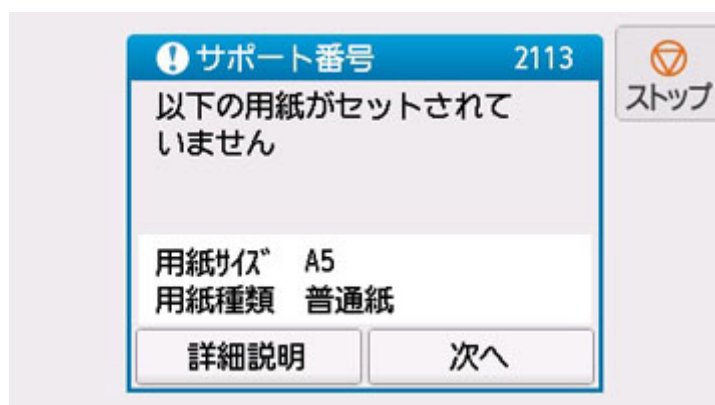 サポート番号 2113
ストップ
以下の用紙がセットされて
いません
用紙ｻｲｽﾞ A5
用紙種類 普通紙
詳細説明 次へ